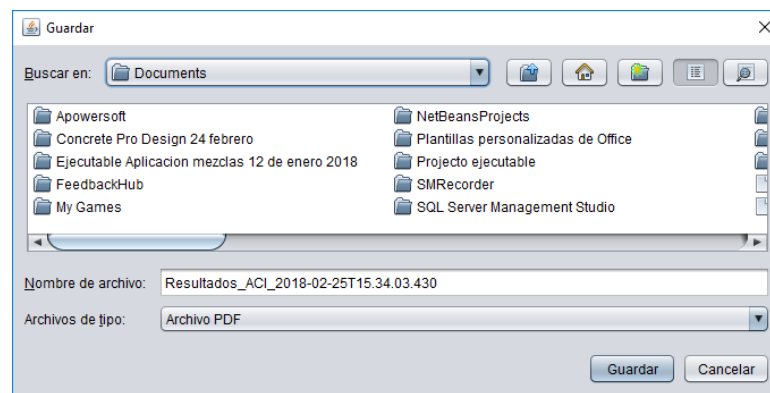 Guardar
Buscar en: Documents
Apowersoft
Concrete Pro Design 24 febrero
Ejecutable Aplicacion mezclas 12 de enero 2018
FeedbackHub
My Games
NetBeansProjects
Plantillas personalizadas de Office
Projecto ejecutable
SMRecorder
SQL Server Management Studio
Nombre de archivo: Resultados_ACI_2018-02-25T15.34.03.430
Archivos de tipo: Archivo PDF
Guardar Cancelar